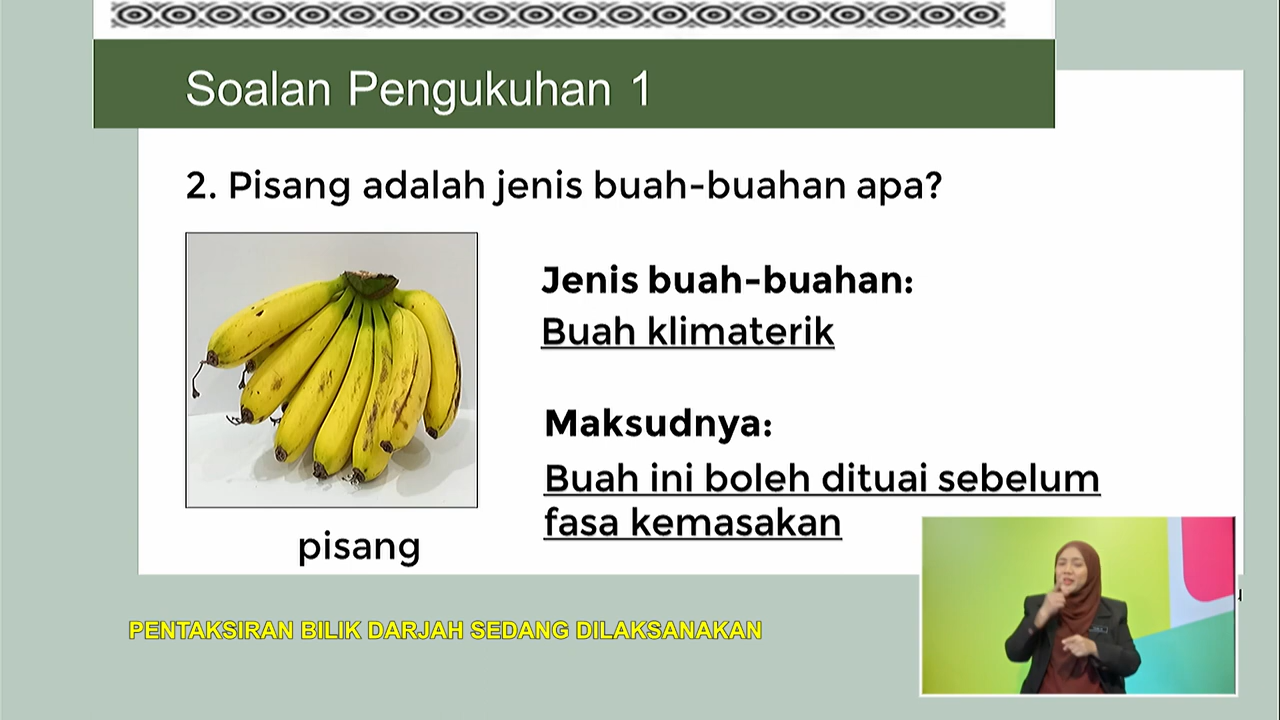 Soalan Pengukuhan 1
2. Pisang adalah jenis buah-buahan apa?
Jenis buah-buahan:
Buah klimaterik
Maksudnya:
Buah ini boleh dituai sebelum
fasa kemasakan
pisang
PENTAKSIRAN BILIK DARJAH SEDANG DILAKSANAKAN